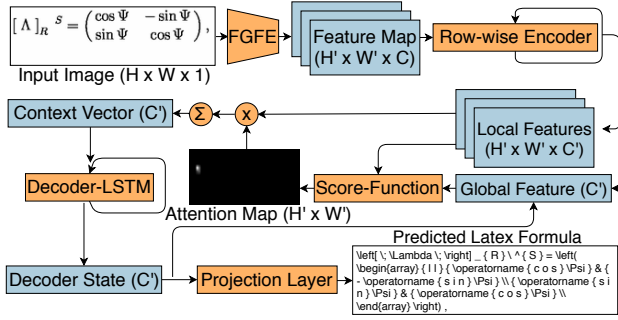 [ Λ ]_R ^S = ( cos Ψ − sin Ψ
sin Ψ cos Ψ ) ,
Input Image (H x W x 1)
FGFE
Feature Map
(H' x W' x C)
Row-wise Encoder
Context Vector (C')
Σ
x
Local Features
(H' x W' x C')
Decoder-LSTM
Score-Function
Global Feature (C')
Attention Map (H' x W')
Predicted Latex Formula
Decoder State (C')
Projection Layer
\left[ \; \Lambda \; \right] _ { R } \ ^ { S } = \left(
\begin{array} { l l } { \operatorname { c o s } \Psi } & {
- \operatorname { s i n } \Psi } \\ { \operatorname { s i
n } \Psi } & { \operatorname { c o s } \Psi } \\
\end{array} \right) ,